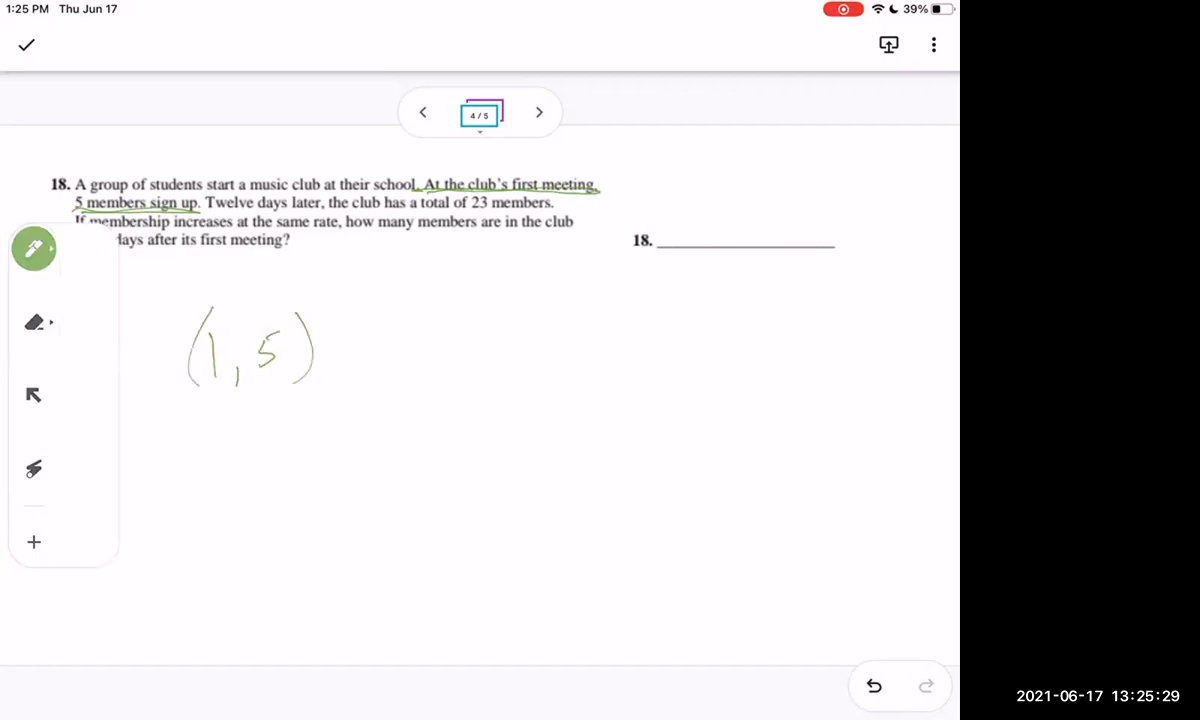 1:25 PM Thu Jun 17
39%
4 / 5
18. A group of students start a music club at their school. At the club's first meeting,
5 members sign up. Twelve days later, the club has a total of 23 members.
If membership increases at the same rate, how many members are in the club
days after its first meeting?
18.
(1, 5)
2021-06-17 13:25:29